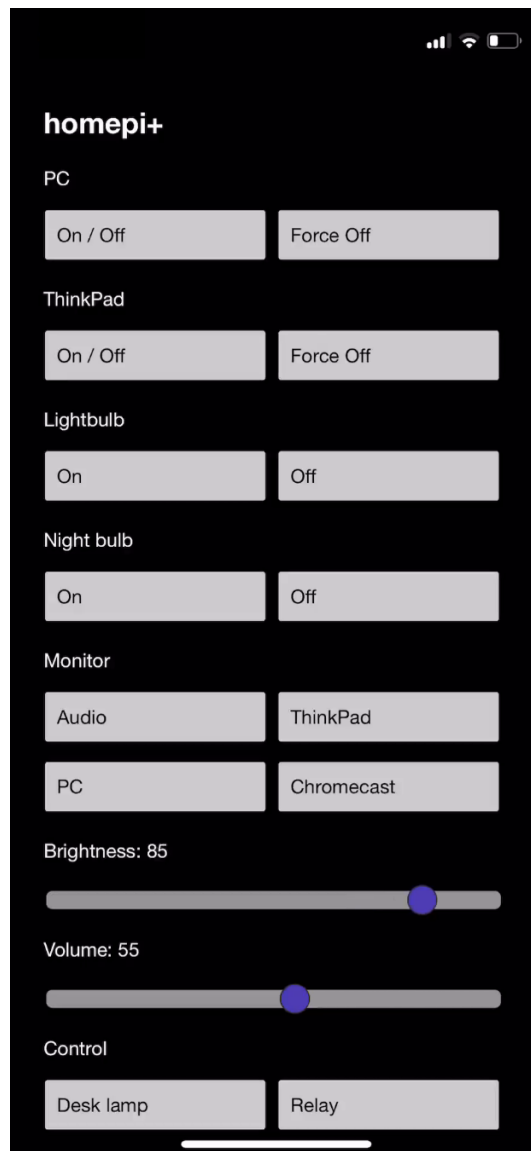 homepi+
PC
On / Off
Force Off
ThinkPad
On / Off
Force Off
Lightbulb
On
Off
Night bulb
On
Off
Monitor
Audio
ThinkPad
PC
Chromecast
Brightness: 85
Volume: 55
Control
Desk lamp
Relay